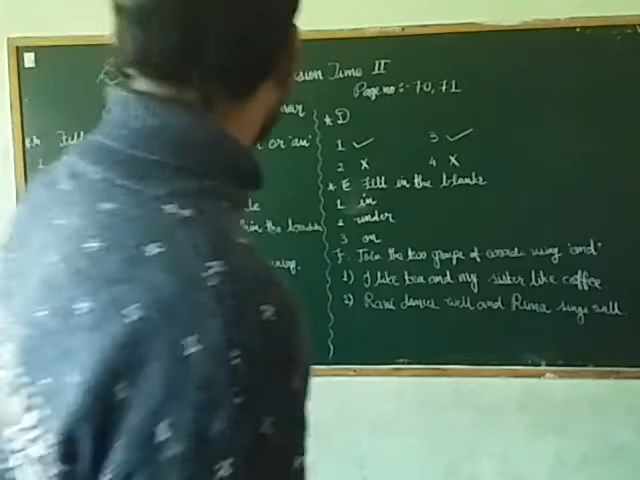 sion Time II
Page no :- 70, 71
* A Fill
or 'an'
1
in the
* D
1 ✓ 3 ✓
2 x 4 x
* E Fill in the blanks
1 in
2 under
3 on
F. Join the two groups of words using 'and'
1) I like tea and my sister like coffee
2) Rani dances well and Rima sings well